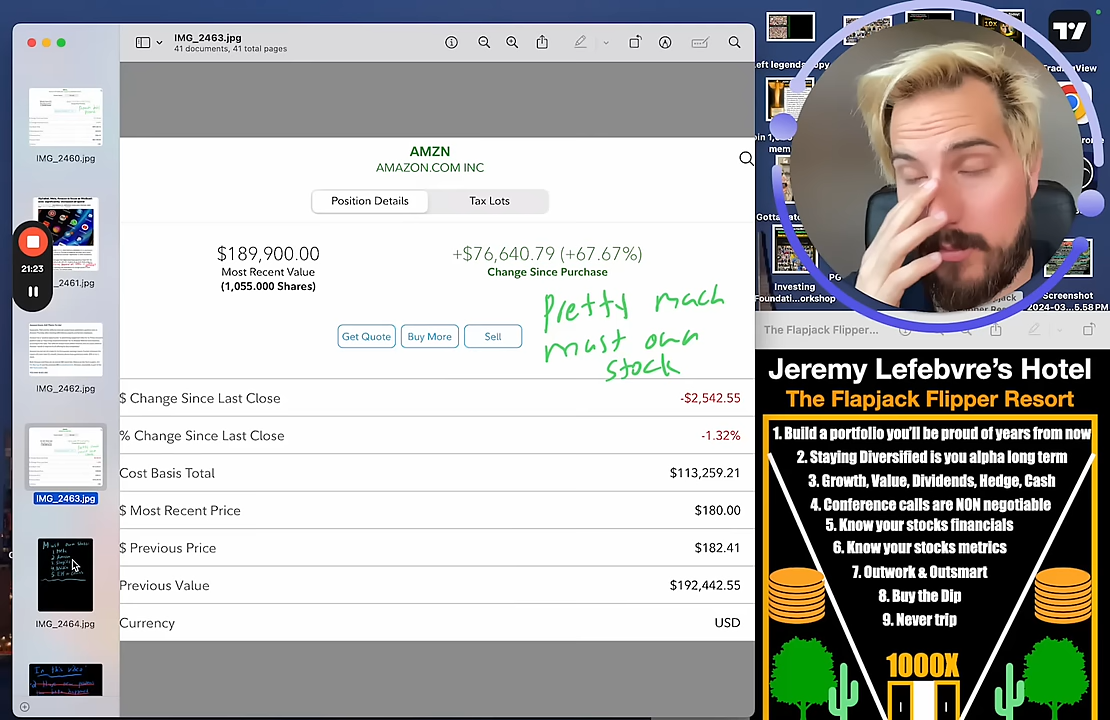 IMG_2463.jpg
41 documents, 41 total pages
IMG_2460.jpg
21:23
_2461.jpg
IMG_2462.jpg
IMG_2463.jpg
IMG_2464.jpg
AMZN
AMAZON.COM INC
Position Details
Tax Lots
$189,900.00
Most Recent Value
(1,055.000 Shares)
+$76,640.79 (+67.67%)
Change Since Purchase
Get Quote
Buy More
Sell
Pretty much
must own
stock
$ Change Since Last Close
-$2,542.55
% Change Since Last Close
-1.32%
Cost Basis Total
$113,259.21
$ Most Recent Price
$180.00
$ Previous Price
$182.41
Previous Value
$192,442.55
Currency
USD
TradingView
Investing
Foundati...orkshop
Screenshot
The Flapjack Flipper...
Jeremy Lefebvre's Hotel
The Flapjack Flipper Resort
1. Build a portfolio you'll be proud of years from now
2. Staying Diversified is you alpha long term
3. Growth, Value, Dividends, Hedge, Cash
4. Conference calls are NON negotiable
5. Know your stocks financials
6. Know your stocks metrics
7. Outwork & Outsmart
8. Buy the Dip
9. Never trip
1000X